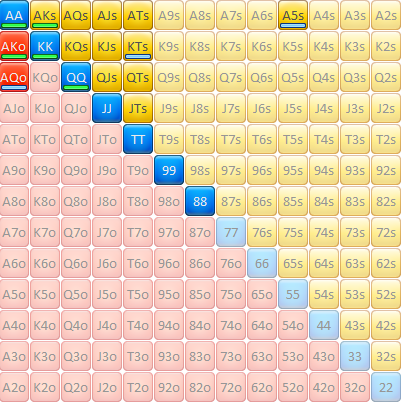 AA AKs AQs AJs ATs A9s A8s A7s A6s A5s A4s A3s A2s
AKo KK KQs KJs KTs K9s K8s K7s K6s K5s K4s K3s K2s
AQo KQo QQ QJs QTs Q9s Q8s Q7s Q6s Q5s Q4s Q3s Q2s
AJo KJo QJo JJ JTs J9s J8s J7s J6s J5s J4s J3s J2s
ATo KTo QTo JTo TT T9s T8s T7s T6s T5s T4s T3s T2s
A9o K9o Q9o J9o T9o 99 98s 97s 96s 95s 94s 93s 92s
A8o K8o Q8o J8o T8o 98o 88 87s 86s 85s 84s 83s 82s
A7o K7o Q7o J7o T7o 97o 87o 77 76s 75s 74s 73s 72s
A6o K6o Q6o J6o T6o 96o 86o 76o 66 65s 64s 63s 62s
A5o K5o Q5o J5o T5o 95o 85o 75o 65o 55 54s 53s 52s
A4o K4o Q4o J4o T4o 94o 84o 74o 64o 54o 44 43s 42s
A3o K3o Q3o J3o T3o 93o 83o 73o 63o 53o 43o 33 32s
A2o K2o Q2o J2o T2o 92o 82o 72o 62o 52o 42o 32o 22